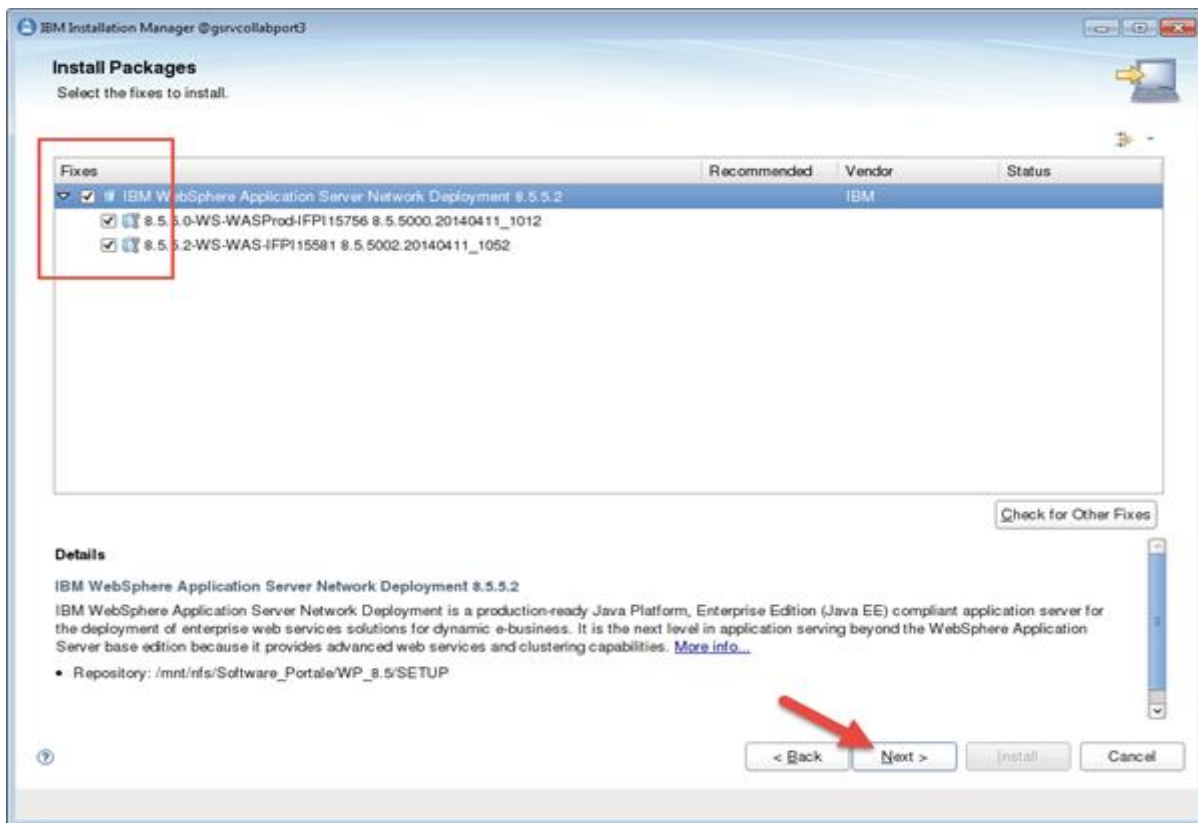 IBM Installation Manager @gsrvcollabport3
Install Packages
Select the fixes to install.
Fixes Recommended Vendor Status
IBM WebSphere Application Server Network Deployment 8.5.5.2 IBM
8.5.5.0-WS-WASProd-IFPI15756 8.5.5000.20140411_1012
8.5.5.2-WS-WAS-IFPI15581 8.5.5002.20140411_1052
Check for Other Fixes
Details
IBM WebSphere Application Server Network Deployment 8.5.5.2
IBM WebSphere Application Server Network Deployment is a production-ready Java Platform, Enterprise Edition (Java EE) compliant application server for
the deployment of enterprise web services solutions for dynamic e-business. It is the next level in application serving beyond the WebSphere Application
Server base edition because it provides advanced web services and clustering capabilities. More info...
• Repository: /mnt/nfs/Software_Portale/WP_8.5/SETUP
? < Back Next > Install Cancel